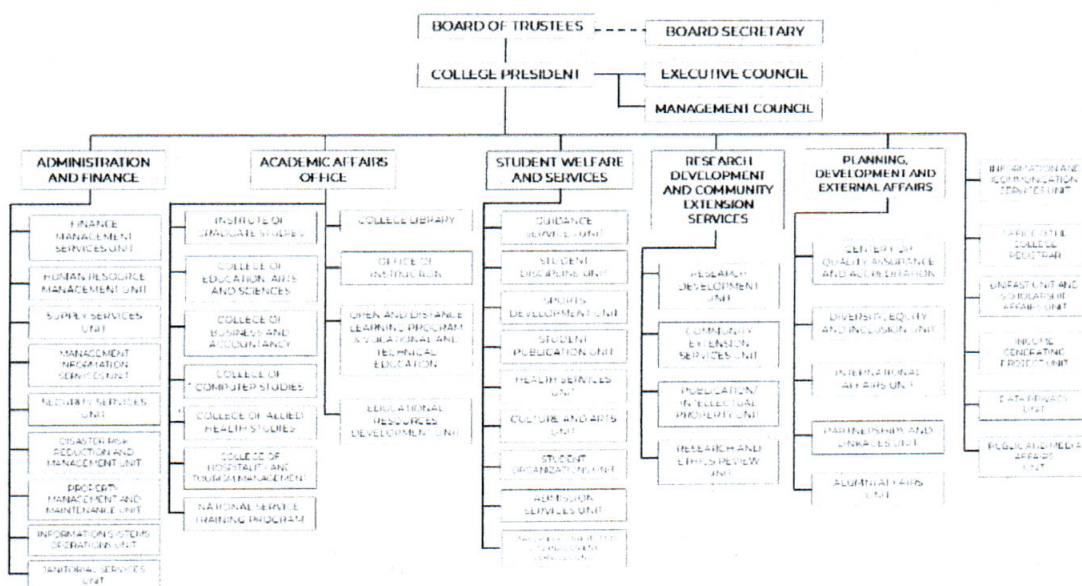 BOARD OF TRUSTEES
BOARD SECRETARY
COLLEGE PRESIDENT
EXECUTIVE COUNCIL
MANAGEMENT COUNCIL
ADMINISTRATION
AND FINANCE
FINANCE
MANAGEMENT
SERVICES UNIT
HUMAN RESOURCE
MANAGEMENT UNIT
SUPPLY SERVICES
UNIT
MANAGEMENT
INFORMATION
SERVICES UNIT
SECURITY SERVICES
UNIT
DISASTER RISK
REDUCTION AND
MANAGEMENT UNIT
PROPERTY
MANAGEMENT AND
MAINTENANCE UNIT
INFORMATION SYSTEMS
OPERATIONS UNIT
JANITORIAL SERVICES
UNIT
ACADEMIC AFFAIRS
OFFICE
INSTITUTE OF
GRADUATE STUDIES
COLLEGE OF
EDUCATION, ARTS
AND SCIENCES
COLLEGE OF
BUSINESS AND
ACCOUNTANCY
COLLEGE OF
COMPUTER STUDIES
COLLEGE OF ALLIED
HEALTH STUDIES
COLLEGE OF
HOSPITALITY AND
TOURISM MANAGEMENT
NATIONAL SERVICE
TRAINING PROGRAM
COLLEGE LIBRARY
OFFICE OF
INSTRUCTION
OPEN AND DISTANCE
LEARNING PROGRAM
VOCATIONAL AND
TECHNICAL
EDUCATION
EDUCATIONAL
RESOURCES
DEVELOPMENT UNIT
STUDENT WELFARE
AND SERVICES
GUIDANCE
SERVICES UNIT
STUDENT
DISCIPLINE UNIT
SPORTS
DEVELOPMENT UNIT
STUDENT
PUBLICATION UNIT
HEALTH SERVICES
UNIT
CULTURE AND ARTS
UNIT
STUDENT
ORGANIZATIONS UNIT
ADMISSION
SERVICES UNIT
RESEARCH
DEVELOPMENT
AND COMMUNITY
EXTENSION
SERVICES
RESEARCH
DEVELOPMENT
UNIT
COMMUNITY
EXTENSION
SERVICES UNIT
PUBLICATION/
INTELLECTUAL
PROPERTY UNIT
RESEARCH AND
ETHICS REVIEW
UNIT
PLANNING,
DEVELOPMENT AND
EXTERNAL AFFAIRS
CENTER OF
QUALITY ASSURANCE
AND ACCREDITATION
DIVERSITY, EQUITY
AND INCLUSION UNIT
INTERNATIONAL
AFFAIRS UNIT
PARTNERSHIPS AND
LINKAGES UNIT
ALUMNI AFFAIRS
UNIT
INFORMATION AND
COMMUNICATION
SERVICES UNIT
OFFICE OF THE
COLLEGE
REGISTRAR
UNIFAST UNIT AND
SCHOLARSHIP
AFFAIRS UNIT
INCOME
GENERATING
PROJECT UNIT
DATA PRIVACY
UNIT
PUBLIC AND MEDIA
AFFAIRS
UNIT